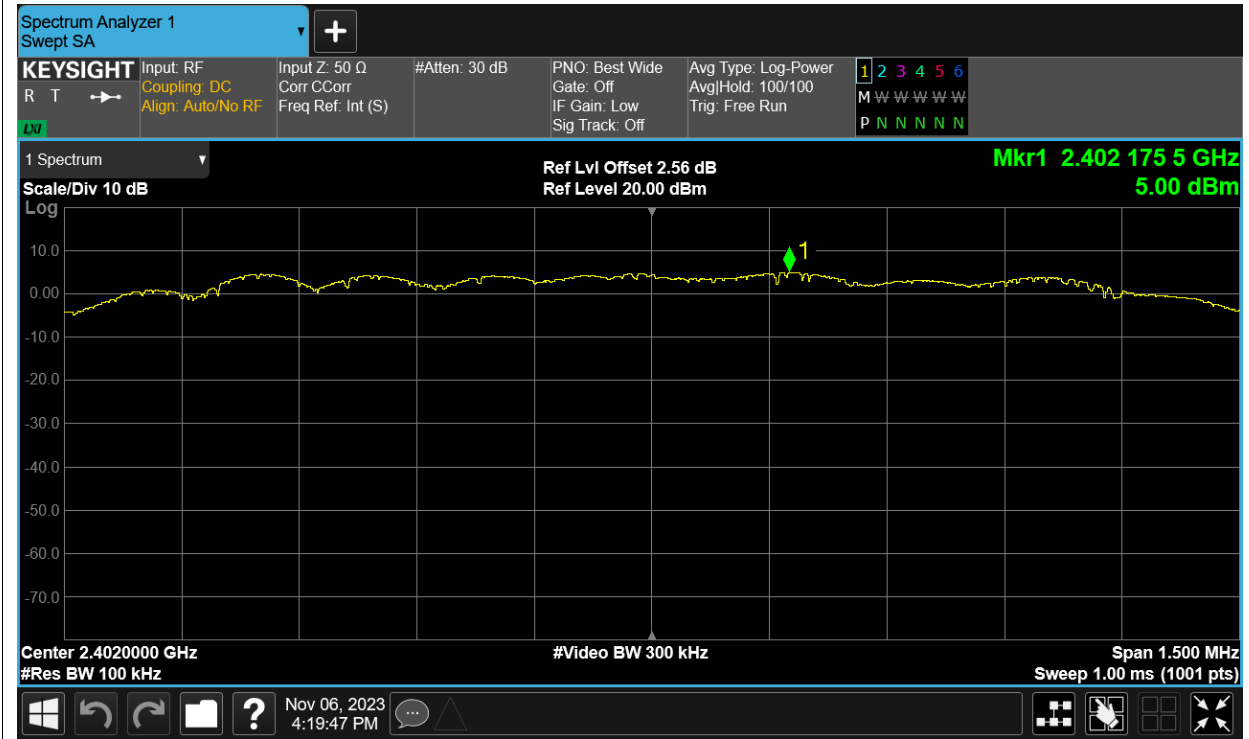 Spectrum Analyzer 1
Swept SA
KEYSIGHT
R T
LXI
Input: RF
Coupling: DC
Align: Auto/No RF
Input Z: 50 Ω
Corr CCorr
Freq Ref: Int (S)
#Atten: 30 dB
PNO: Best Wide
Gate: Off
IF Gain: Low
Sig Track: Off
Avg Type: Log-Power
Avg|Hold: 100/100
Trig: Free Run
1 2 3 4 5 6
M W W W W W
P N N N N N
1 Spectrum
Scale/Div 10 dB
Log
Ref Lvl Offset 2.56 dB
Ref Level 20.00 dBm
Mkr1 2.402 175 5 GHz
5.00 dBm
1
10.0
0.00
-10.0
-20.0
-30.0
-40.0
-50.0
-60.0
-70.0
Center 2.4020000 GHz
#Res BW 100 kHz
#Video BW 300 kHz
Span 1.500 MHz
Sweep 1.00 ms (1001 pts)
?
Nov 06, 2023
4:19:47 PM